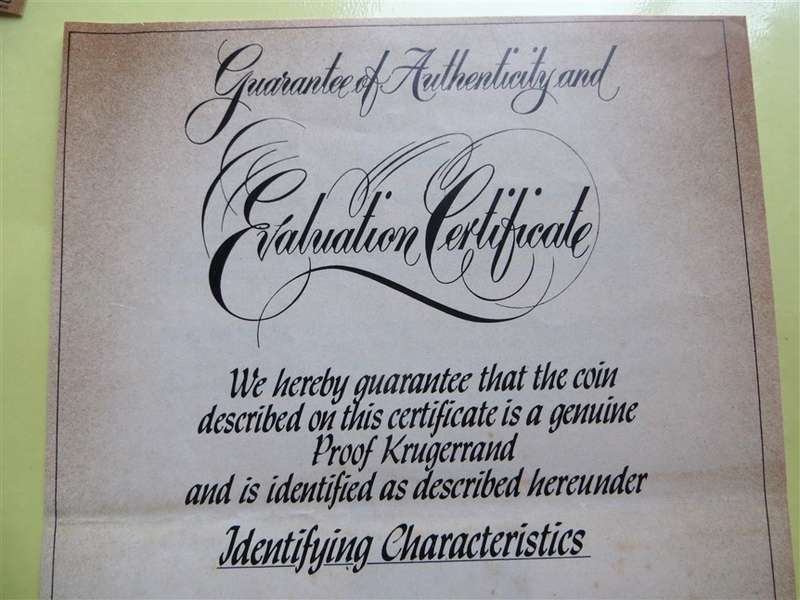 Guarantee of Authenticity and
Evaluation Certificate
We hereby guarantee that the coin
described on this certificate is a genuine
Proof Krugerrand
and is identified as described hereunder
Identifying Characteristics